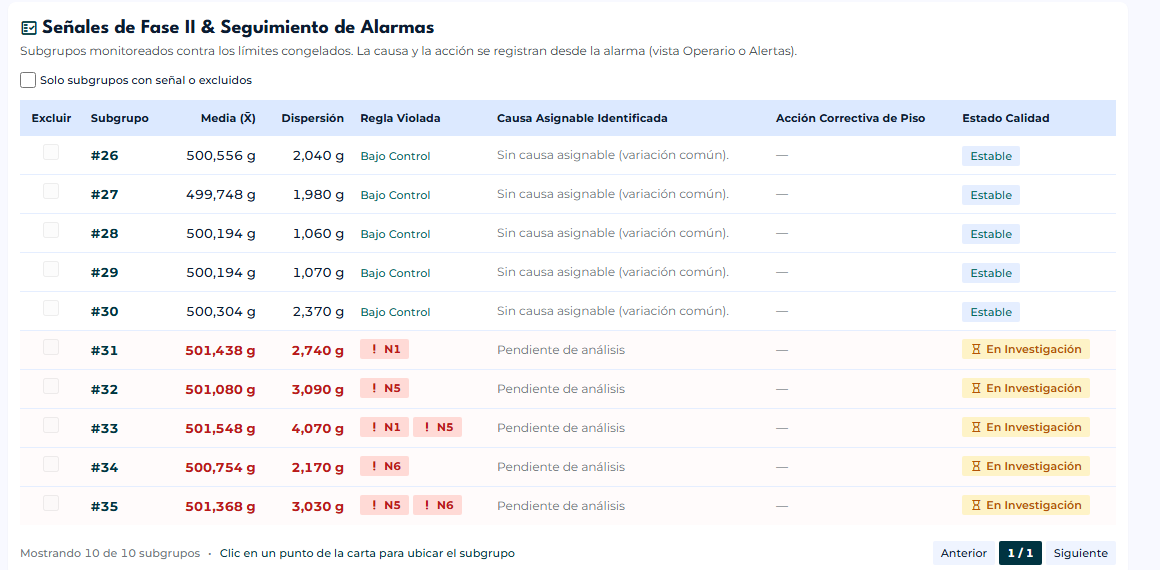 Señales de Fase II & Seguimiento de Alarmas
Subgrupos monitoreados contra los límites congelados. La causa y la acción se registran desde la alarma (vista Operario o Alertas).
Solo subgrupos con señal o excluidos
Excluir Subgrupo Media (X̄) Dispersión Regla Violada Causa Asignable Identificada Acción Correctiva de Piso Estado Calidad
#26 500,556 g 2,040 g Bajo Control Sin causa asignable (variación común). — Estable
#27 499,748 g 1,980 g Bajo Control Sin causa asignable (variación común). — Estable
#28 500,194 g 1,060 g Bajo Control Sin causa asignable (variación común). — Estable
#29 500,194 g 1,070 g Bajo Control Sin causa asignable (variación común). — Estable
#30 500,304 g 2,370 g Bajo Control Sin causa asignable (variación común). — Estable
#31 501,438 g 2,740 g ! N1 Pendiente de análisis — En Investigación
#32 501,080 g 3,090 g ! N5 Pendiente de análisis — En Investigación
#33 501,548 g 4,070 g ! N1 ! N5 Pendiente de análisis — En Investigación
#34 500,754 g 2,170 g ! N6 Pendiente de análisis — En Investigación
#35 501,368 g 3,030 g ! N5 ! N6 Pendiente de análisis — En Investigación
Mostrando 10 de 10 subgrupos · Clic en un punto de la carta para ubicar el subgrupo Anterior 1 / 1 Siguiente